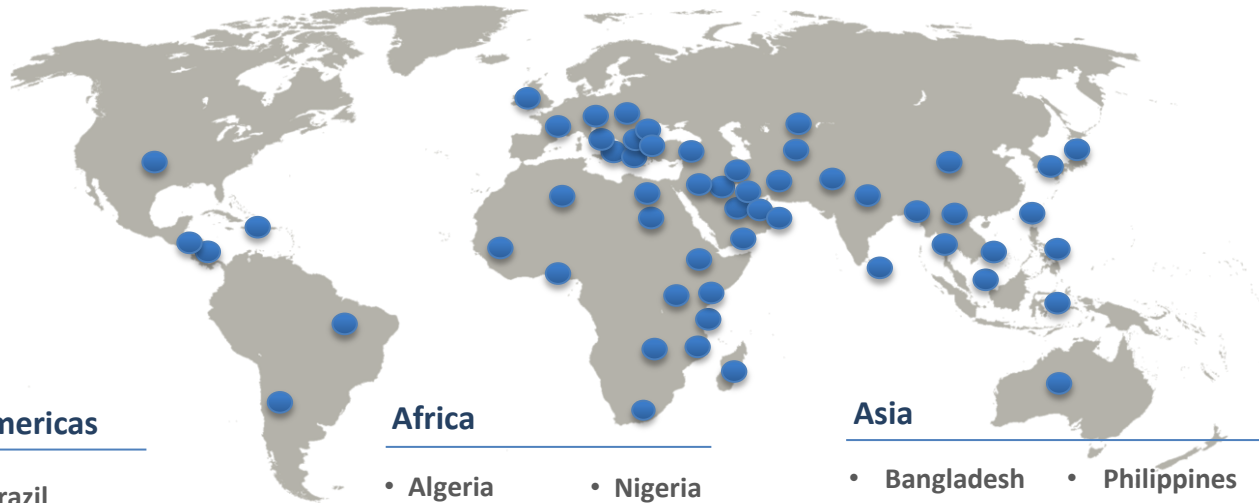 mericas
razil
Africa
• Algeria
• Nigeria
Asia
• Bangladesh
• Philippines